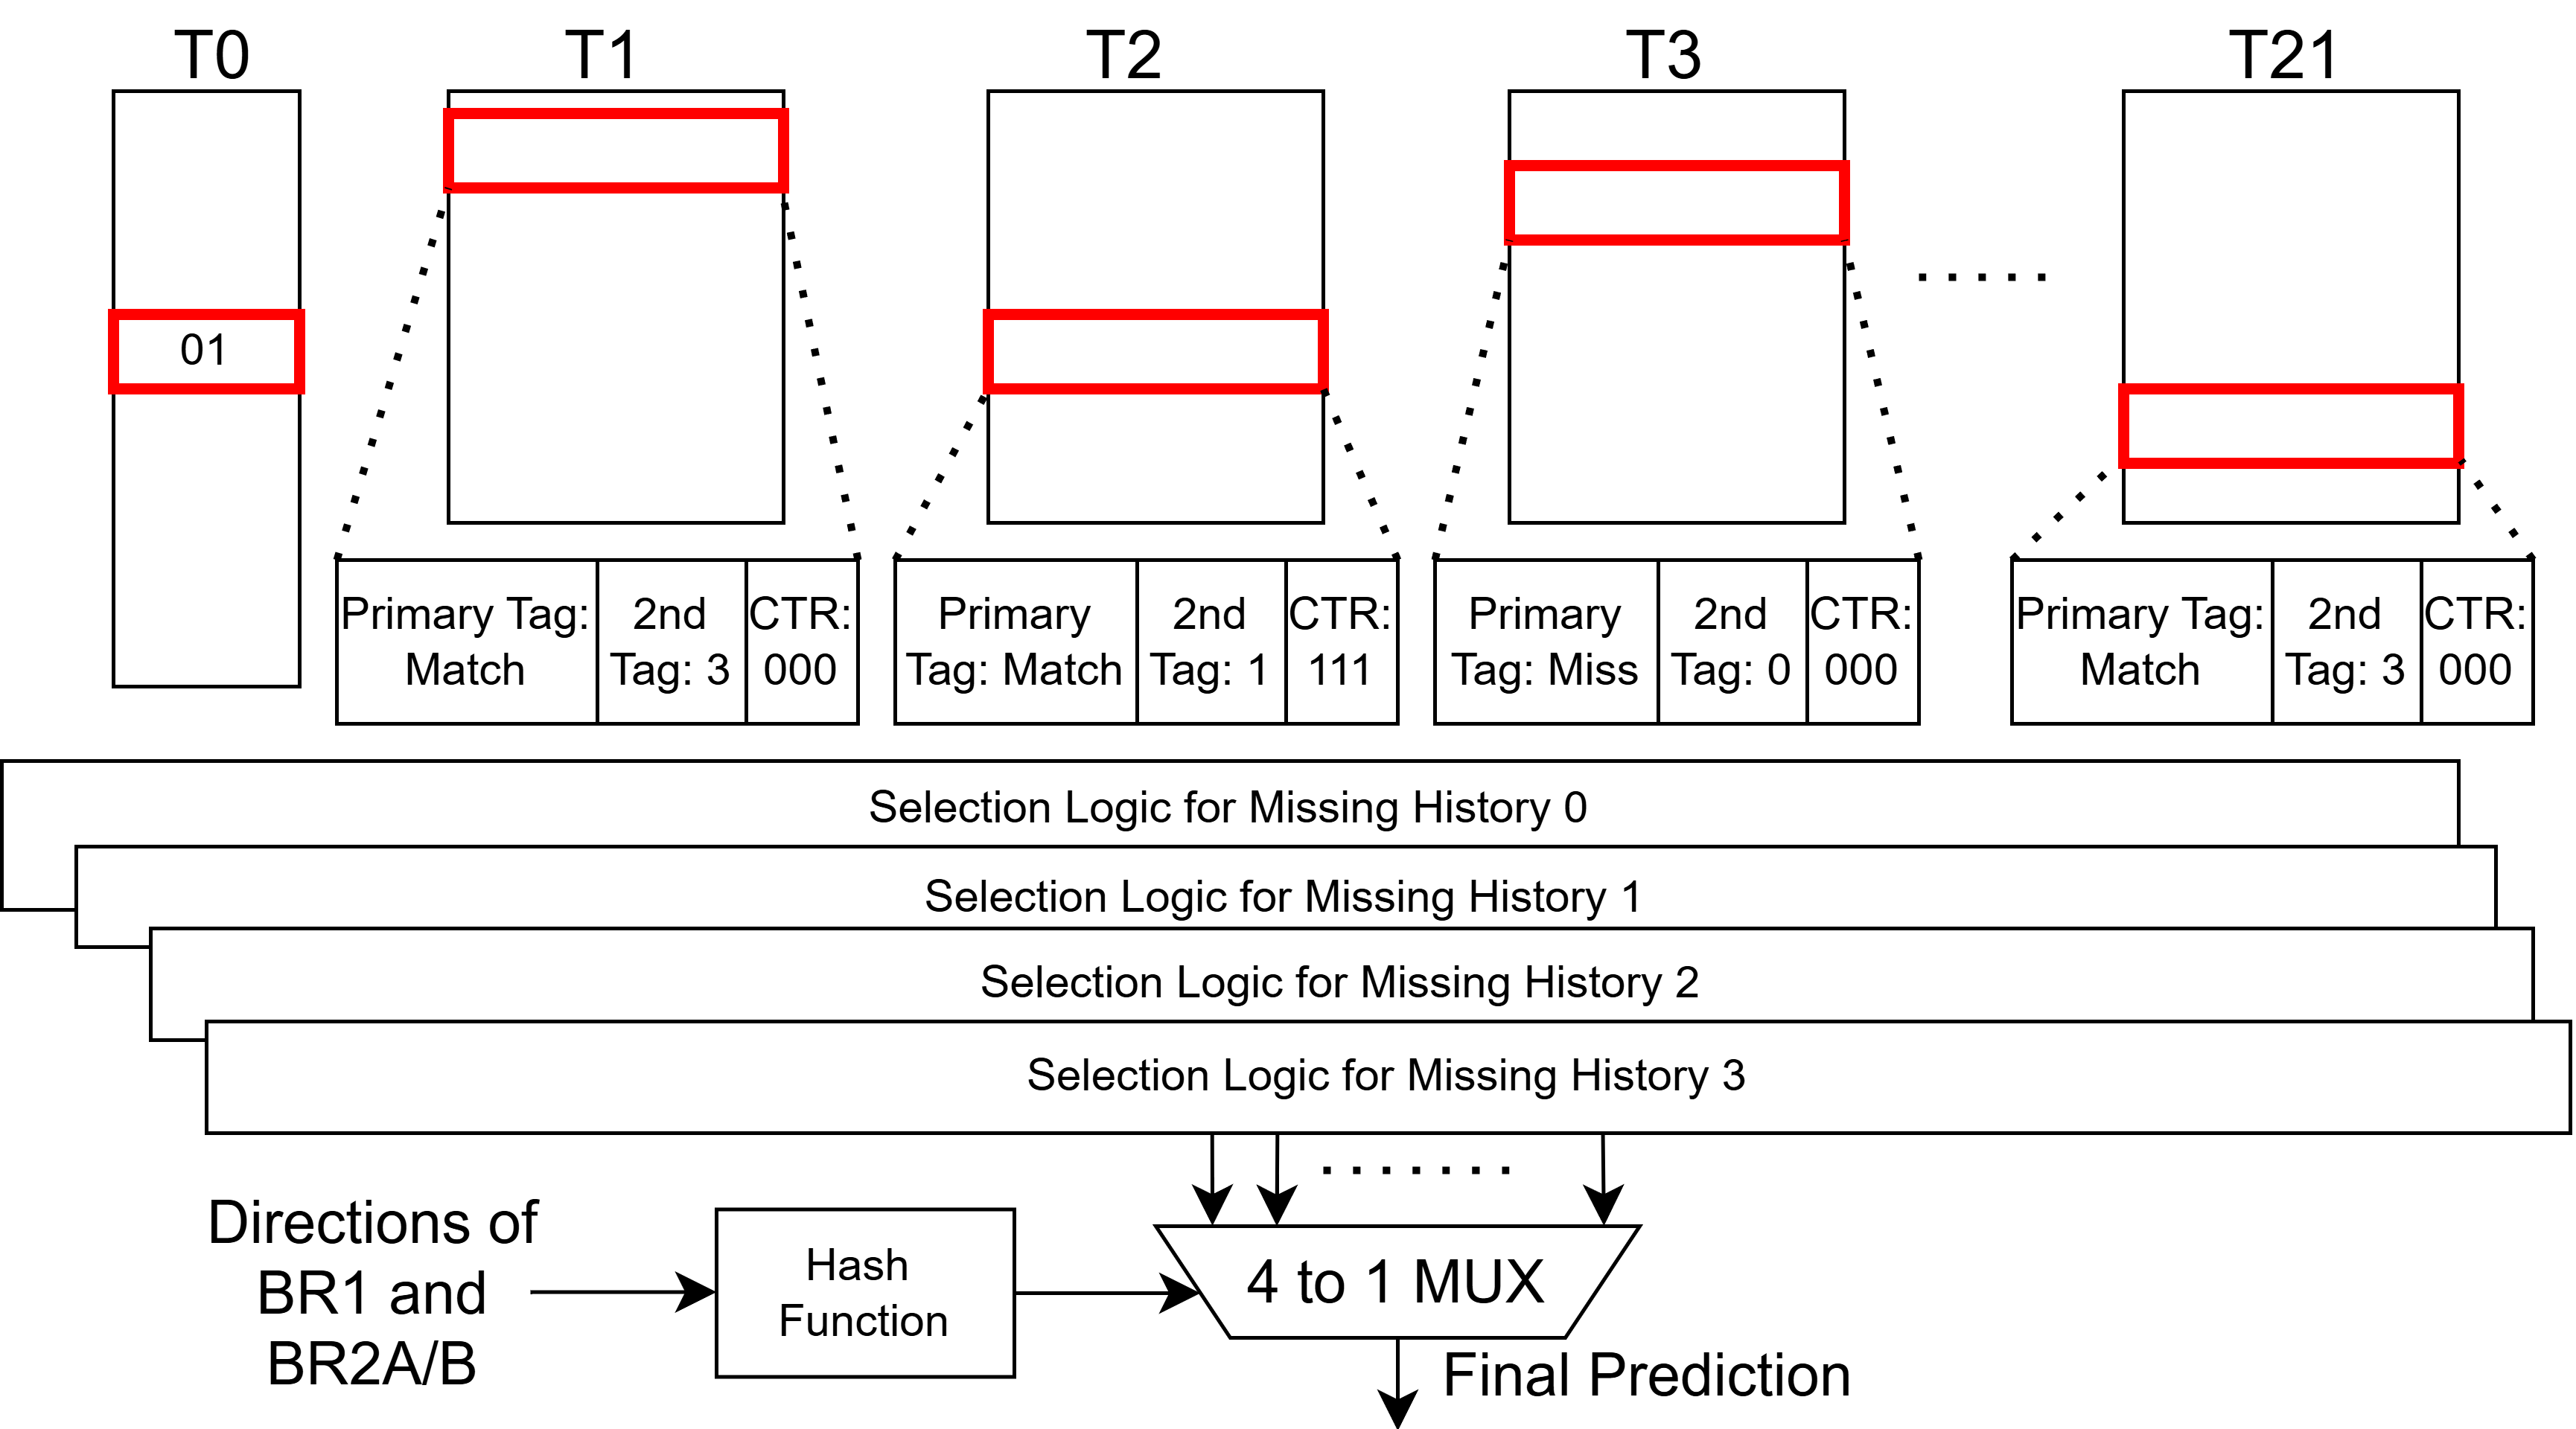 T0
T1
T2
T3
T21
01
Primary Tag:
Match
2nd
Tag: 3
CTR:
000
Primary
Tag: Match
2nd
Tag: 1
CTR:
111
Primary
Tag: Miss
2nd
Tag: 0
CTR:
000
Primary Tag:
Match
2nd
Tag: 3
CTR:
000
Selection Logic for Missing History 0
Selection Logic for Missing History 1
Selection Logic for Missing History 2
Selection Logic for Missing History 3
Directions of
BR1 and
BR2A/B
Hash
Function
4 to 1 MUX
Final Prediction